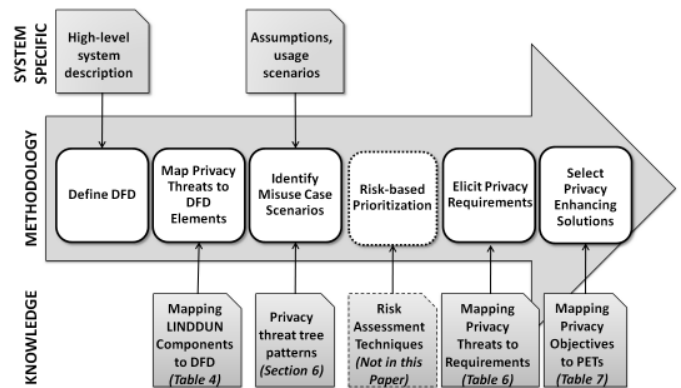 SYSTEM
SPECIFIC
High-level
system
description
Assumptions,
usage
scenarios
METHODOLOGY
Define DFD
Map Privacy
Threats to
DFD
Elements
Identify
Misuse Case
Scenarios
Risk-based
Prioritization
Elicit Privacy
Requirements
Select
Privacy
Enhancing
Solutions
KNOWLEDGE
Mapping
LINDDUN
Components
to DFD
(Table 4)
Privacy
threat tree
patterns
(Section 6)
Risk
Assessment
Techniques
(Not in this
Paper)
Mapping
Privacy
Threats to
Requirements
(Table 6)
Mapping
Privacy
Objectives
to PETs
(Table 7)